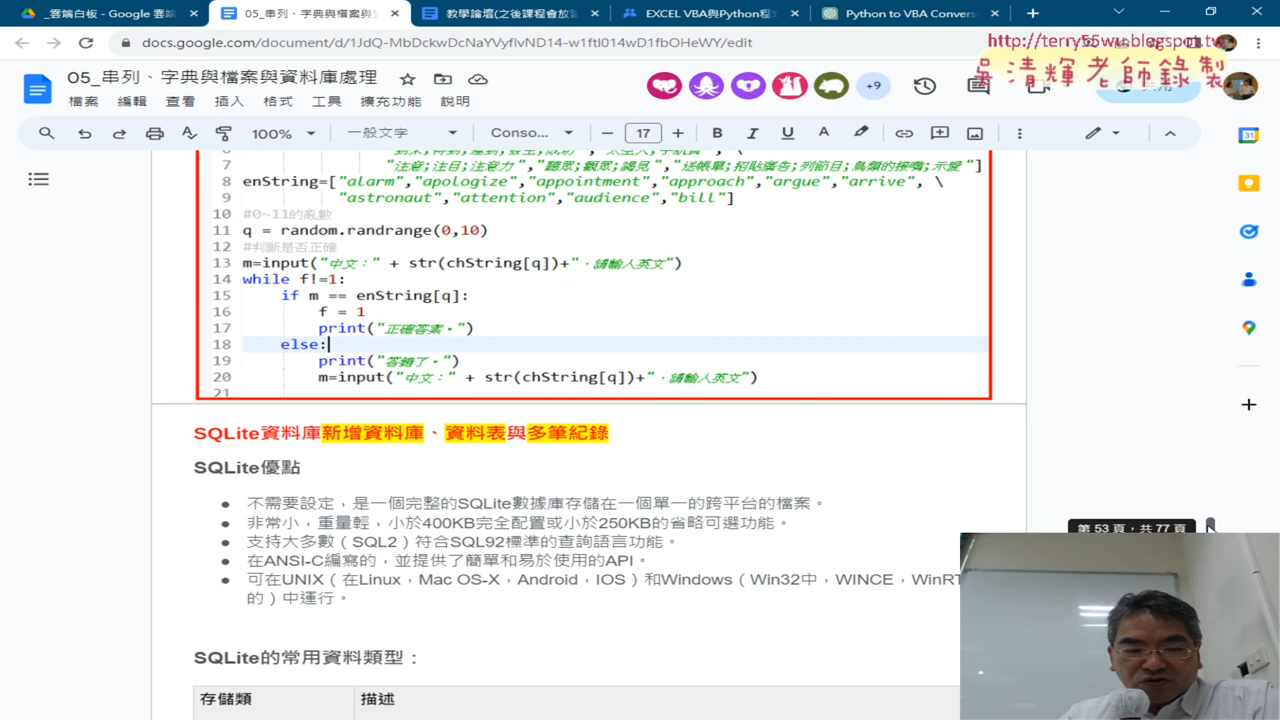 _雲端白板 - Google 雲端
05_串列、字典與檔案與資
教學論壇(之後課程會放
EXCEL VBA與Python程
Python to VBA Convers
docs.google.com/document/d/1JdQ-MbDckwDcNaYVyflvND14-w1ftI014wD1fbOHeWY/edit
http://terry55wu.blogspot.tw
吳清輝老師錄製
05_串列、字典與檔案與資料庫處理
檔案 編輯 查看 插入 格式 工具 擴充功能 說明
+9
100% 一般文字 Conso... 17 B I U A
7 "注意;注目;注意力","聽眾;觀眾;謁見","送帳單;招貼廣告;列節目;鳥類的接嘴;示愛"]
8 enString=["alarm","apologize","appointment","approach","argue","arrive", \
9 "astronaut","attention","audience","bill"]
10 #0~11的亂數
11 q = random.randrange(0,10)
12 #判斷是否正確
13 m=input("中文：" + str(chString[q])+"，請輸入英文")
14 while f!=1:
15 if m == enString[q]:
16 f = 1
17 print("正確答案。")
18 else:
19 print("答錯了。")
20 m=input("中文：" + str(chString[q])+"，請輸入英文")
21
SQLite資料庫新增資料庫、資料表與多筆紀錄
SQLite優點
● 不需要設定，是一個完整的SQLite數據庫存儲在一個單一的跨平台的檔案。
● 非常小，重量輕，小於400KB完全配置或小於250KB的省略可選功能。
● 支持大多數（SQL2）符合SQL92標準的查詢語言功能。
● 在ANSI-C編寫的，並提供了簡單和易於使用的API。
● 可在UNIX（在Linux，Mac OS-X，Android，IOS）和Windows（Win32中，WINCE，WinRT
的）中運行。
第 53 頁，共 77 頁
SQLite的常用資料類型：
存儲類 描述